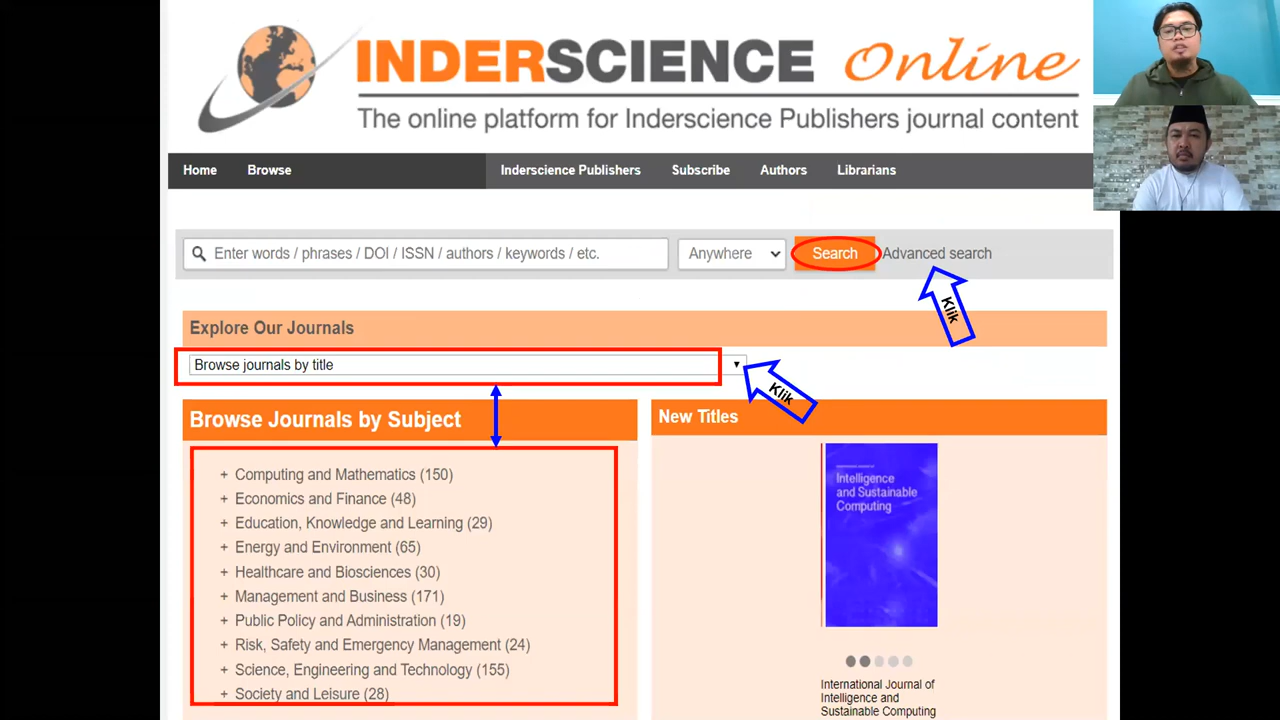 INDERSCIENCE Online
The online platform for Inderscience Publishers journal content
Home Browse Inderscience Publishers Subscribe Authors Librarians
Enter words / phrases / DOI / ISSN / authors / keywords / etc. Anywhere Search Advanced search
Klik
Explore Our Journals
Browse journals by title
Klik
Browse Journals by Subject
+ Computing and Mathematics (150)
+ Economics and Finance (48)
+ Education, Knowledge and Learning (29)
+ Energy and Environment (65)
+ Healthcare and Biosciences (30)
+ Management and Business (171)
+ Public Policy and Administration (19)
+ Risk, Safety and Emergency Management (24)
+ Science, Engineering and Technology (155)
+ Society and Leisure (28)
New Titles
Intelligence
and Sustainable
Computing
International Journal of
Intelligence and
Sustainable Computing